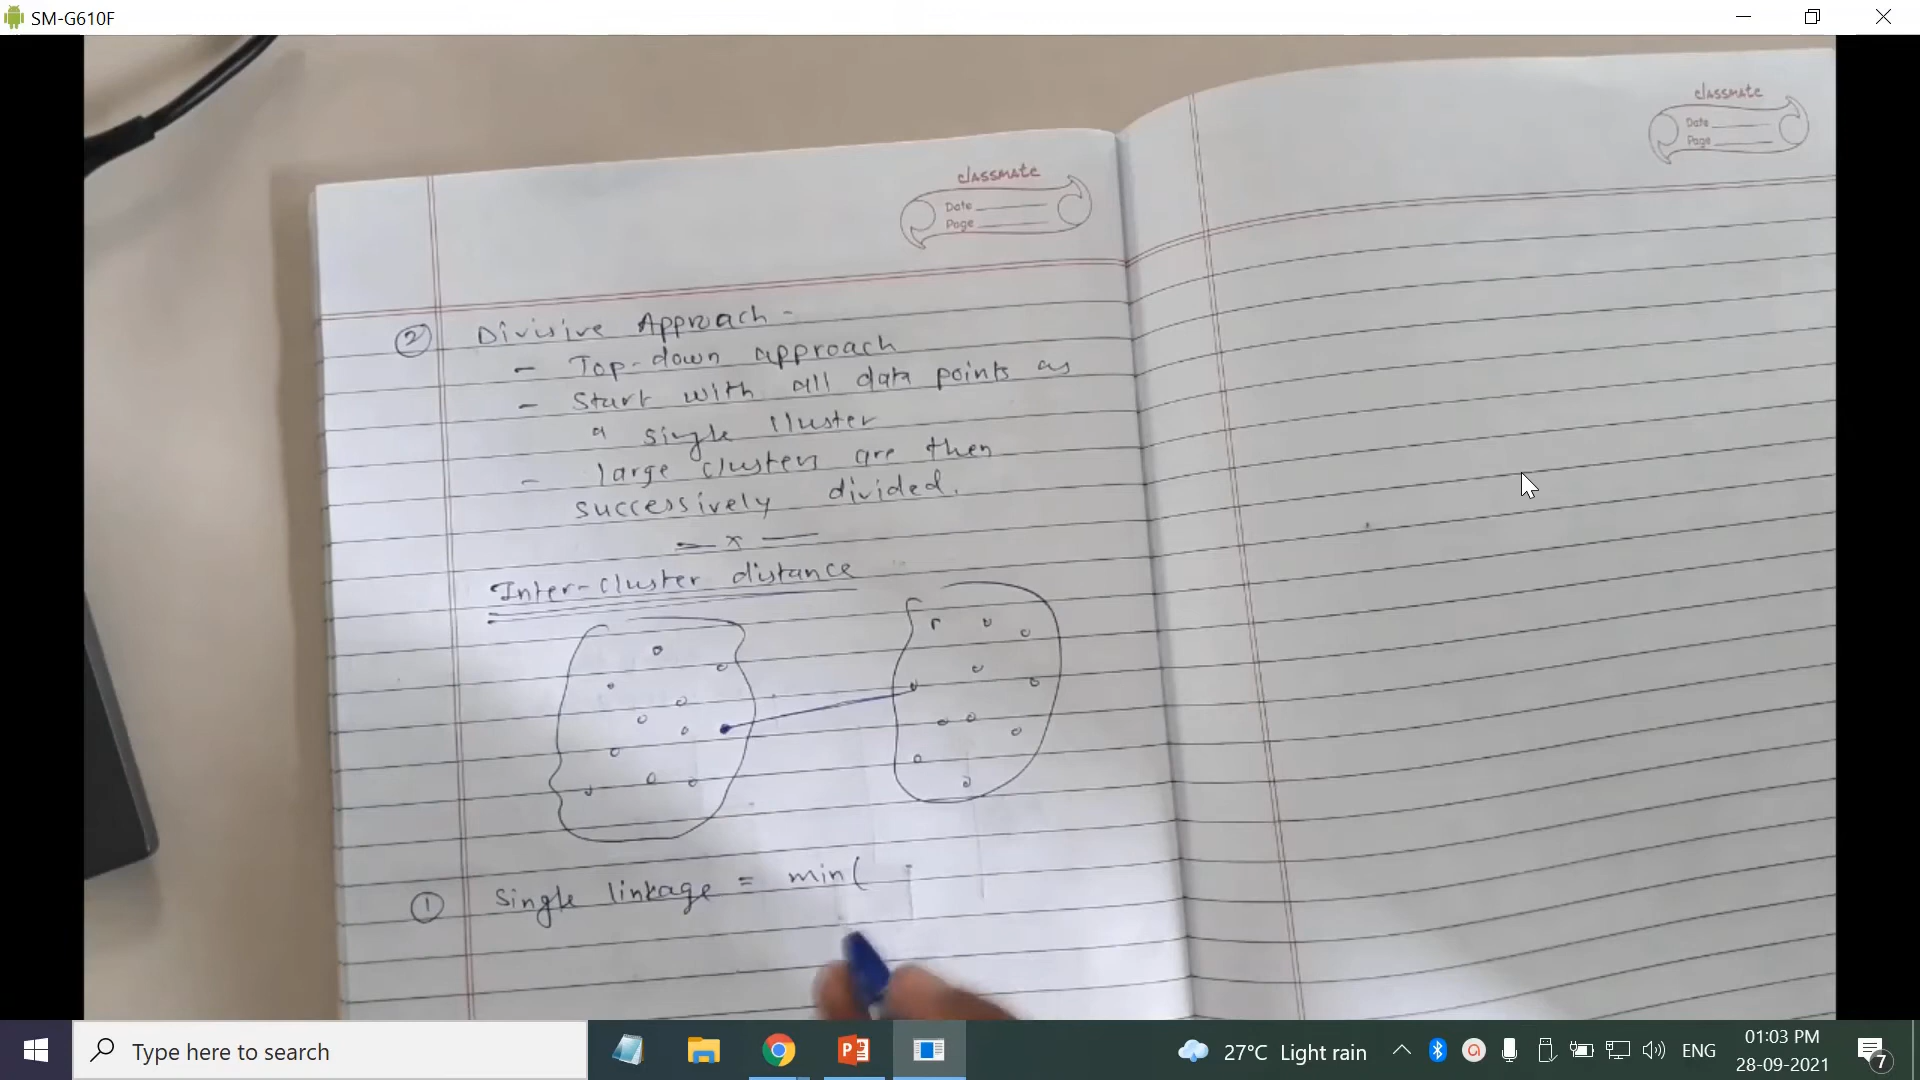 SM-G610F
classmate
Date
Page
classmate
Date
Page
② Divisive Approach -
- Top-down approach
- Start with all data points as
a single cluster
- large clusters are then
successively divided.
— x —
Inter-cluster distance
① Single linkage = min(
Type here to search
27°C Light rain
ENG
01:03 PM
28-09-2021
7